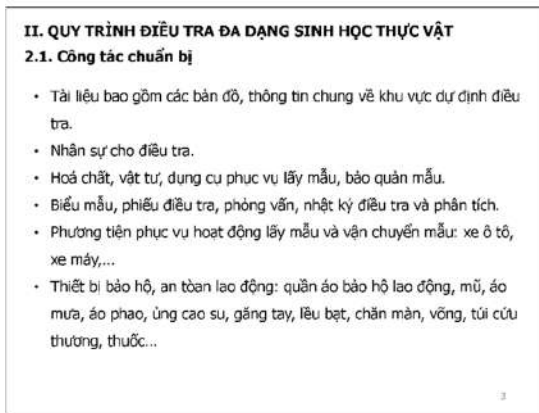 II. QUY TRÌNH ĐIỀU TRA ĐA DẠNG SINH HỌC THỰC VẬT
2.1. Công tác chuẩn bị
• Tài liệu bao gồm các bản đồ, thông tin chung về khu vực dự định điều
tra.
• Nhân sự cho điều tra.
• Hoá chất, vật tư, dụng cụ phục vụ lấy mẫu, bảo quản mẫu.
• Biểu mẫu, phiếu điều tra, phỏng vấn, nhật ký điều tra và phân tích.
• Phương tiện phục vụ hoạt động lấy mẫu và vận chuyển mẫu: xe ô tô,
xe máy,...
• Thiết bị bảo hộ, an tòan lao động: quần áo bảo hộ lao động, mũ, áo
mưa, áo phao, ủng cao su, găng tay, lều bạt, chăn màn, võng, túi cứu
thương, thuốc...
3